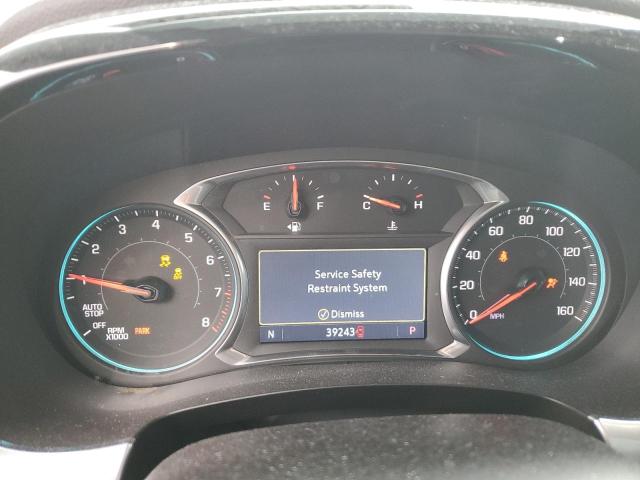 E F
C H
1 2 3 4 5 6 7 8
AUTO
STOP
OFF
RPM
X1000
PARK
Service Safety
Restraint System
Dismiss
N 39243 P
0 20 40 60 80 100 120 140 160
MPH